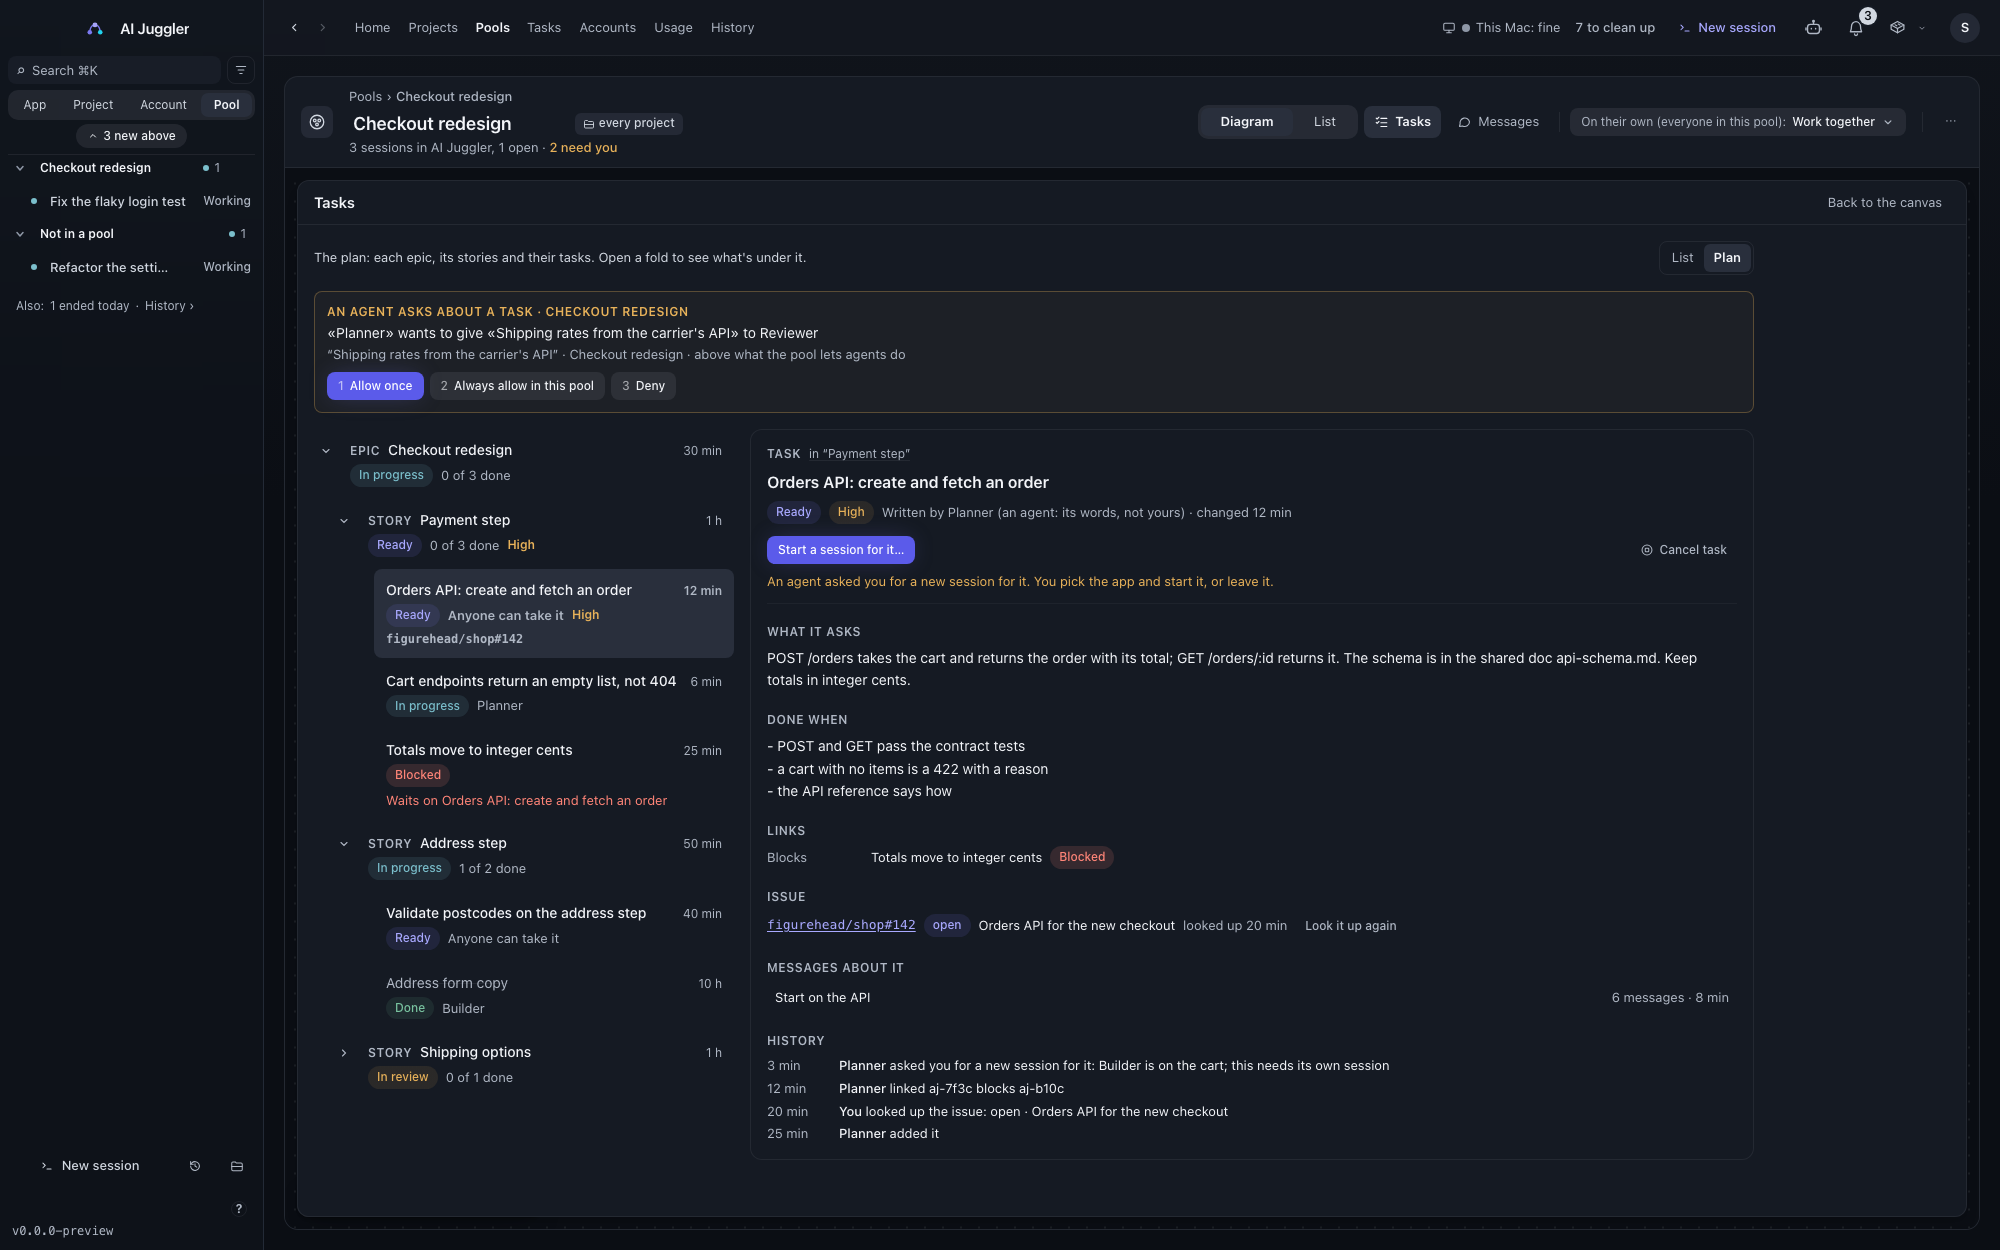 AI Juggler
Search ⌘K
App Project Account Pool
3 new above
Checkout redesign 1
Fix the flaky login test Working
Not in a pool 1
Refactor the setti... Working
Also: 1 ended today · History ›
New session
?
v0.0.0-preview
Home Projects Pools Tasks Accounts Usage History
This Mac: fine 7 to clean up New session 3 S
Pools › Checkout redesign
Checkout redesign every project
3 sessions in AI Juggler, 1 open · 2 need you
Diagram List Tasks Messages On their own (everyone in this pool): Work together ...
Tasks Back to the canvas
The plan: each epic, its stories and their tasks. Open a fold to see what's under it. List Plan
AN AGENT ASKS ABOUT A TASK · CHECKOUT REDESIGN
«Planner» wants to give «Shipping rates from the carrier's API» to Reviewer
“Shipping rates from the carrier's API” · Checkout redesign · above what the pool lets agents do
1 Allow once 2 Always allow in this pool 3 Deny
EPIC Checkout redesign 30 min
In progress 0 of 3 done
STORY Payment step 1 h
Ready 0 of 3 done High
Orders API: create and fetch an order 12 min
Ready Anyone can take it High
figurehead/shop#142
Cart endpoints return an empty list, not 404 6 min
In progress Planner
Totals move to integer cents 25 min
Blocked
Waits on Orders API: create and fetch an order
STORY Address step 50 min
In progress 1 of 2 done
Validate postcodes on the address step 40 min
Ready Anyone can take it
Address form copy 10 h
Done Builder
STORY Shipping options 1 h
In review 0 of 1 done
TASK in “Payment step”
Orders API: create and fetch an order
Ready High Written by Planner (an agent: its words, not yours) · changed 12 min
Start a session for it... Cancel task
An agent asked you for a new session for it. You pick the app and start it, or leave it.
WHAT IT ASKS
POST /orders takes the cart and returns the order with its total; GET /orders/:id returns it. The schema is in the shared doc api-schema.md. Keep
totals in integer cents.
DONE WHEN
- POST and GET pass the contract tests
- a cart with no items is a 422 with a reason
- the API reference says how
LINKS
Blocks Totals move to integer cents Blocked
ISSUE
figurehead/shop#142 open Orders API for the new checkout looked up 20 min Look it up again
MESSAGES ABOUT IT
Start on the API 6 messages · 8 min
HISTORY
3 min Planner asked you for a new session for it: Builder is on the cart; this needs its own session
12 min Planner linked aj-7f3c blocks aj-b10c
20 min You looked up the issue: open · Orders API for the new checkout
25 min Planner added it